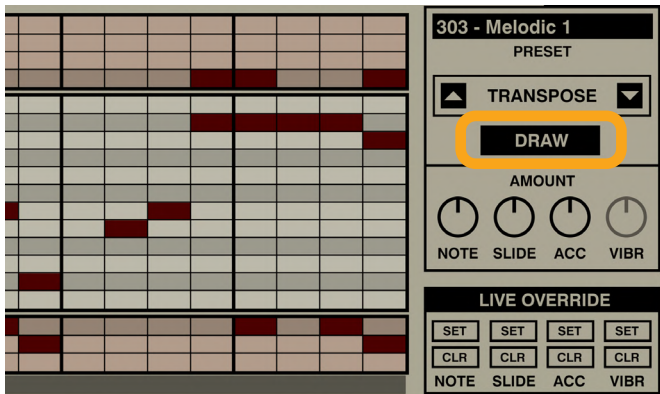 303 - Melodic 1
PRESET
TRANSPOSE
DRAW
AMOUNT
NOTE SLIDE ACC VIBR
LIVE OVERRIDE
SET SET SET SET
CLR CLR CLR CLR
NOTE SLIDE ACC VIBR